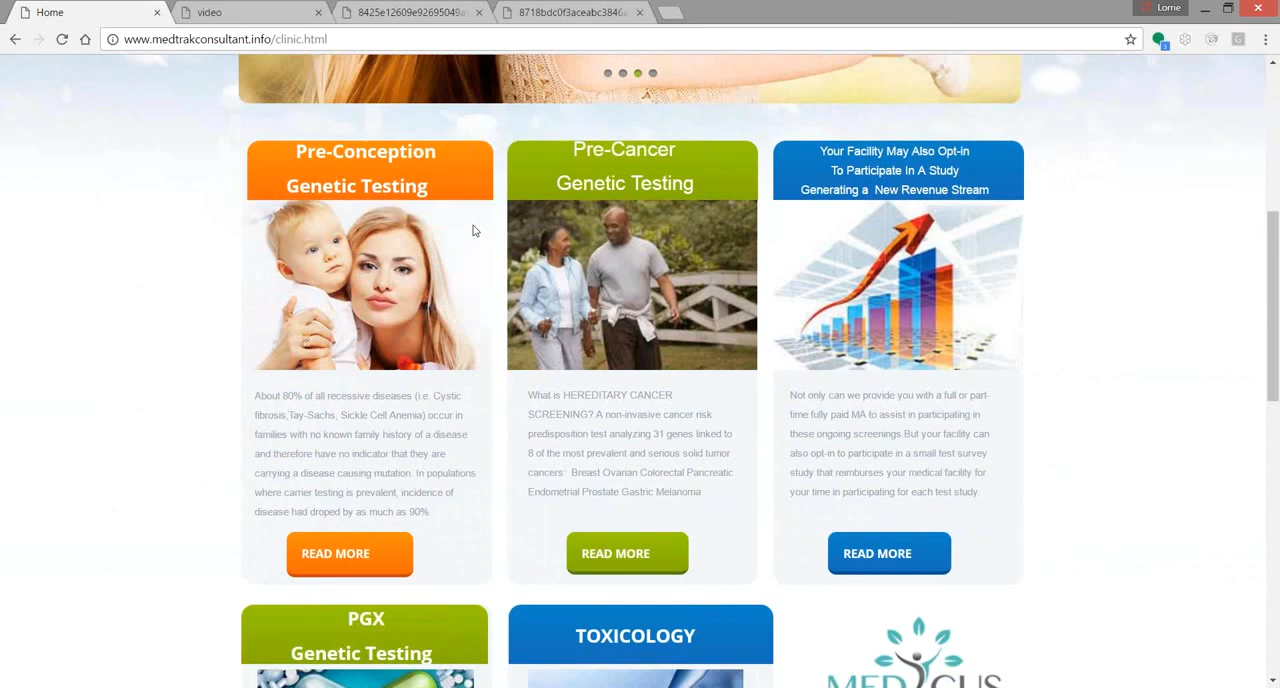 Home
video
8425e12609e92695049a
8718bdc0f3aceabc3846a
Lorrie
www.medtrakconsultant.info/clinic.html
Pre-Conception
Genetic Testing
About 80% of all recessive diseases (i.e. Cystic
fibrosis,Tay-Sachs, Sickle Cell Anemia) occur in
families with no known family history of a disease
and therefore have no indicator that they are
carrying a disease causing mutation. In populations
where carrier testing is prevalent, incidence of
disease had droped by as much as 90%.
READ MORE
Pre-Cancer
Genetic Testing
What is HEREDITARY CANCER
SCREENING? A non-invasive cancer risk
predisposition test analyzing 31 genes linked to
8 of the most prevalent and serious solid tumor
cancers: Breast Ovarian Colorectal Pancreatic
Endometrial Prostate Gastric Melanoma
READ MORE
Your Facility May Also Opt-in
To Participate In A Study
Generating a New Revenue Stream
Not only can we provide you with a full or part-
time fully paid MA to assist in participating in
these ongoing screenings.But your facility can
also opt-in to participate in a small test survey
study that reimburses your medical facility for
your time in participating for each test study.
READ MORE
PGX
Genetic Testing
TOXICOLOGY
MEDICUS